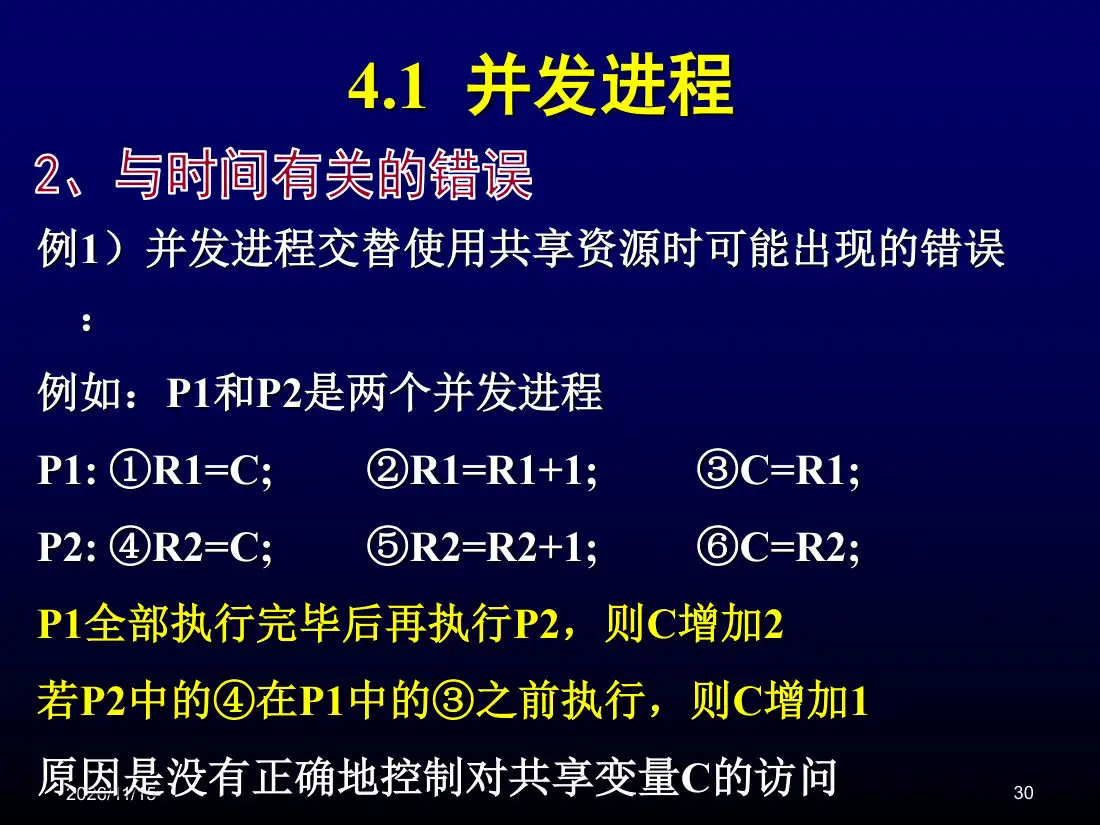 4.1 并发进程
2、与时间有关的错误
例1）并发进程交替使用共享资源时可能出现的错误
：
例如：P1和P2是两个并发进程
P1: ①R1=C; ②R1=R1+1; ③C=R1;
P2: ④R2=C; ⑤R2=R2+1; ⑥C=R2;
P1全部执行完毕后再执行P2，则C增加2
若P2中的④在P1中的③之前执行，则C增加1
原因是没有正确地控制对共享变量C的访问
30